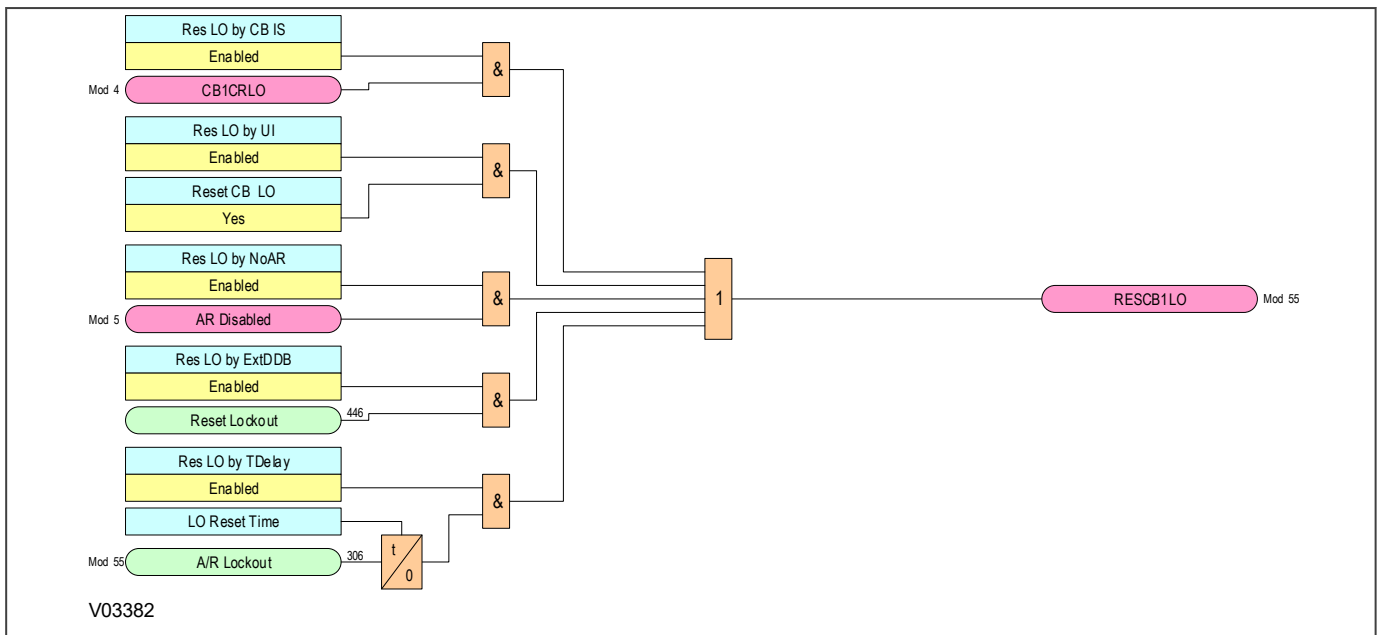 Res LO by CB IS
Enabled
&
Mod 4
CB1CRLO
Res LO by UI
Enabled
&
Reset CB LO
Yes
Res LO by NoAR
Enabled
&
1
RESCB1LO
Mod 55
Mod 5
AR Disabled
Res LO by ExtDDB
Enabled
&
Reset Lockout
446
Res LO by TDelay
Enabled
&
LO Reset Time
Mod 55
A/R Lockout
306
t
0
V03382